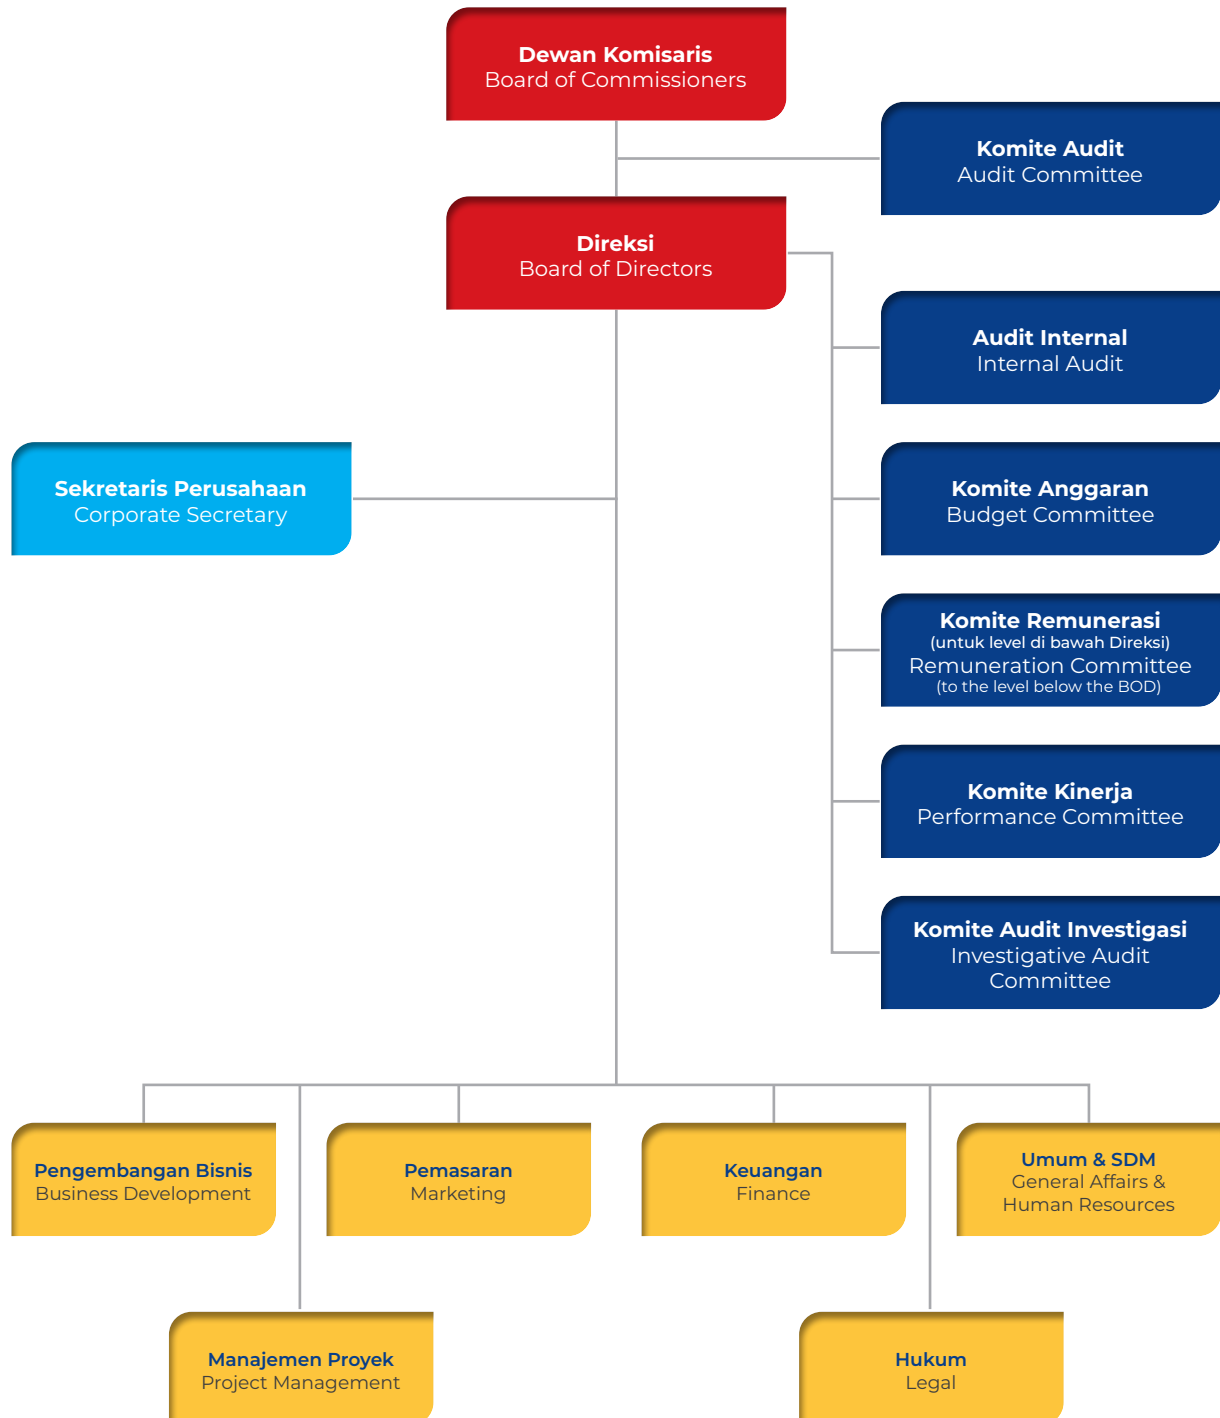 Dewan Komisaris
Board of Commissioners
Komite Audit
Audit Committee
Direksi
Board of Directors
Audit Internal
Internal Audit
Sekretaris Perusahaan
Corporate Secretary
Komite Anggaran
Budget Committee
Komite Remunerasi
(untuk level di bawah Direksi)
Remuneration Committee
(to the level below the BOD)
Komite Kinerja
Performance Committee
Komite Audit Investigasi
Investigative Audit
Committee
Pengembangan Bisnis
Business Development
Pemasaran
Marketing
Keuangan
Finance
Umum & SDM
General Affairs &
Human Resources
Manajemen Proyek
Project Management
Hukum
Legal